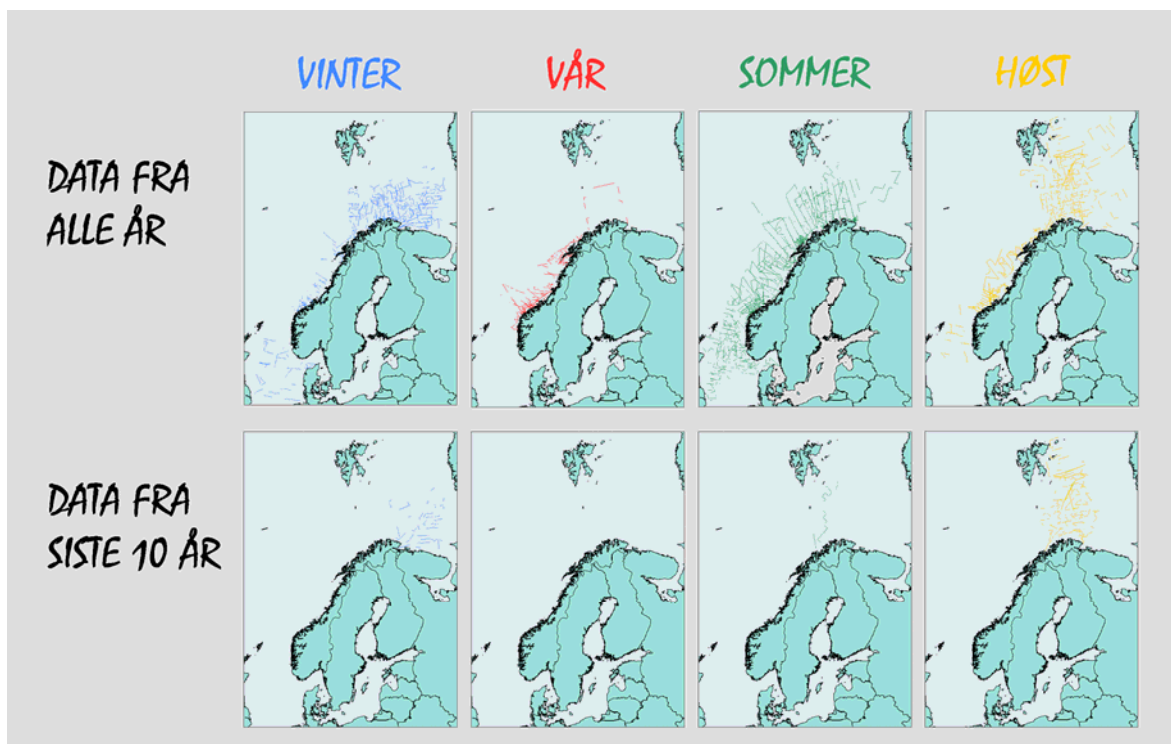 VINTER VÅR SOMMER HØST
DATA FRA
ALLE ÅR
DATA FRA
SISTE 10 ÅR